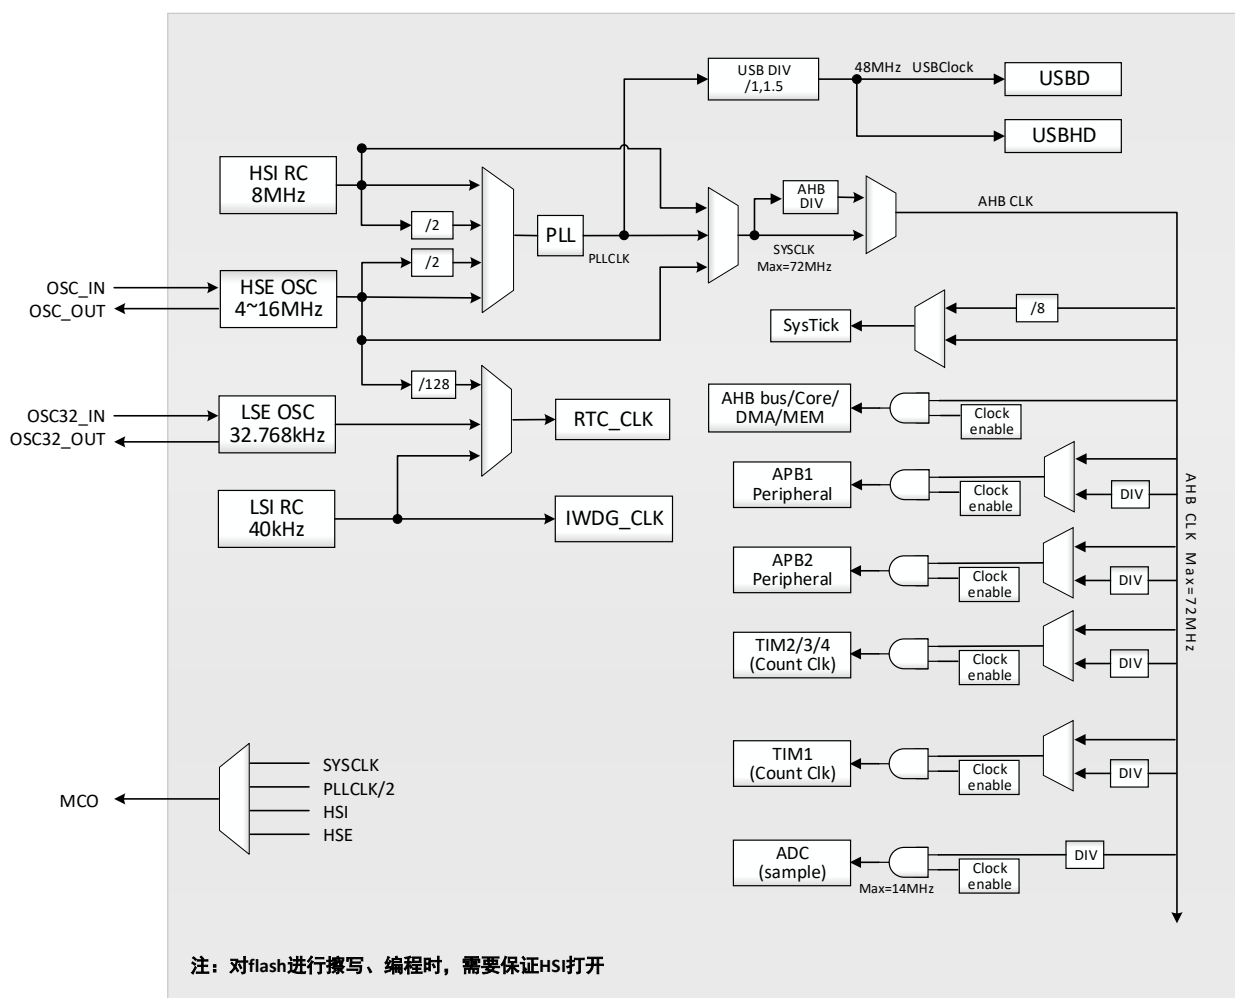 USB DIV
/1,1.5
48MHz USBClock
USBD
USBHD
HSI RC
8MHz
/2
/2
PLL
PLLCLK
AHB
DIV
SYSCLK
Max=72MHz
AHB CLK
OSC_IN
OSC_OUT
HSE OSC
4~16MHz
/8
SysTick
/128
OSC32_IN
OSC32_OUT
LSE OSC
32.768kHz
RTC_CLK
AHB bus/Core/
DMA/MEM
Clock
enable
LSI RC
40kHz
IWDG_CLK
APB1
Peripheral
Clock
enable
DIV
AHB CLK Max=72MHz
APB2
Peripheral
Clock
enable
DIV
TIM2/3/4
(Count Clk)
Clock
enable
DIV
TIM1
(Count Clk)
Clock
enable
DIV
MCO
SYSCLK
PLLCLK/2
HSI
HSE
ADC
(sample)
Max=14MHz
Clock
enable
DIV
注：对flash进行擦写、编程时，需要保证HSI打开